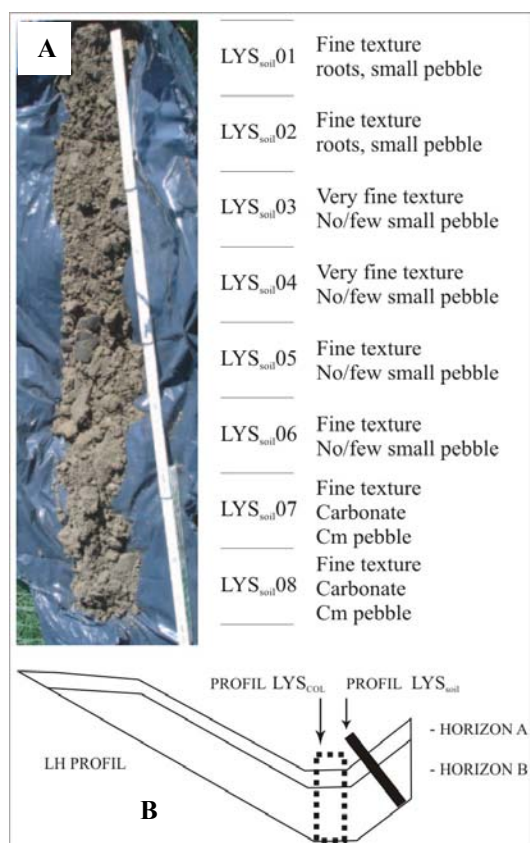 A
LYSsoil01
Fine texture
roots, small pebble
LYSsoil02
Fine texture
roots, small pebble
LYSsoil03
Very fine texture
No/few small pebble
LYSsoil04
Very fine texture
No/few small pebble
LYSsoil05
Fine texture
No/few small pebble
LYSsoil06
Fine texture
No/few small pebble
LYSsoil07
Fine texture
Carbonate
Cm pebble
LYSsoil08
Fine texture
Carbonate
Cm pebble
PROFIL LYSCOL
PROFIL LYSsoil
- HORIZON A
- HORIZON B
LH PROFIL
B